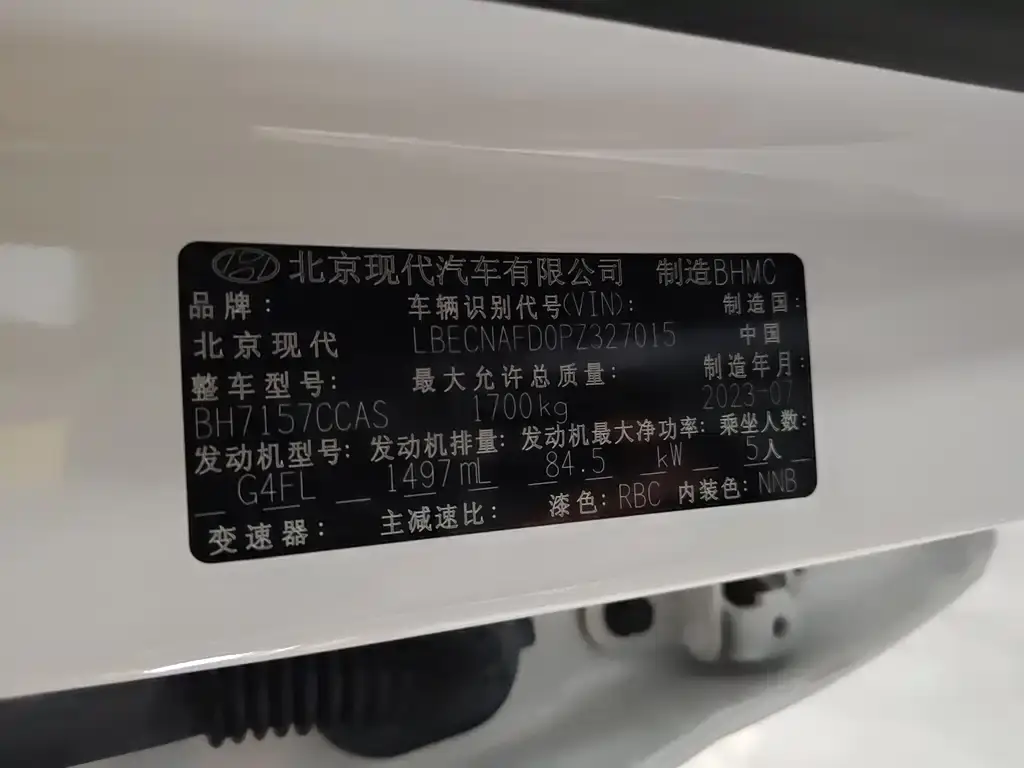 北京现代汽车有限公司 制造BHMC
品牌: 车辆识别代号(VIN): 制造国:
北京现代 LBECNAFD0PZ327015 中国
整车型号: 最大允许总质量: 制造年月:
BH7157CCAS 1700kg 2023-07
发动机型号: 发动机排量: 发动机最大净功率: 乘坐人数:
G4FL 1497mL 84.5 kW 5人
变速器: 主减速比: 漆色: RBC 内装色: NNB